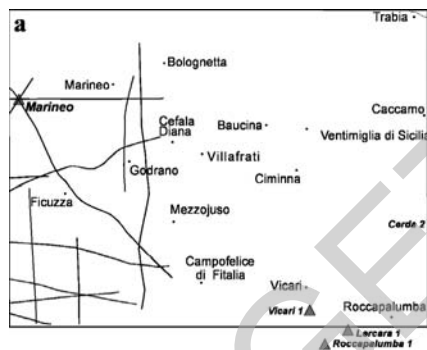 a
Trabia
Bolognetta
Marineo
Marineo
Caccamo
Cefala
Diana
Baucina
Ventimiglia di Sicilia
Villafrati
Godrano
Ciminna
Ficuzza
Mezzojuso
Cerda 2
Campofelice
di Fitalia
Vicari
Vicari 1
Roccapalumba
Lercara 1
Roccapalumba 1